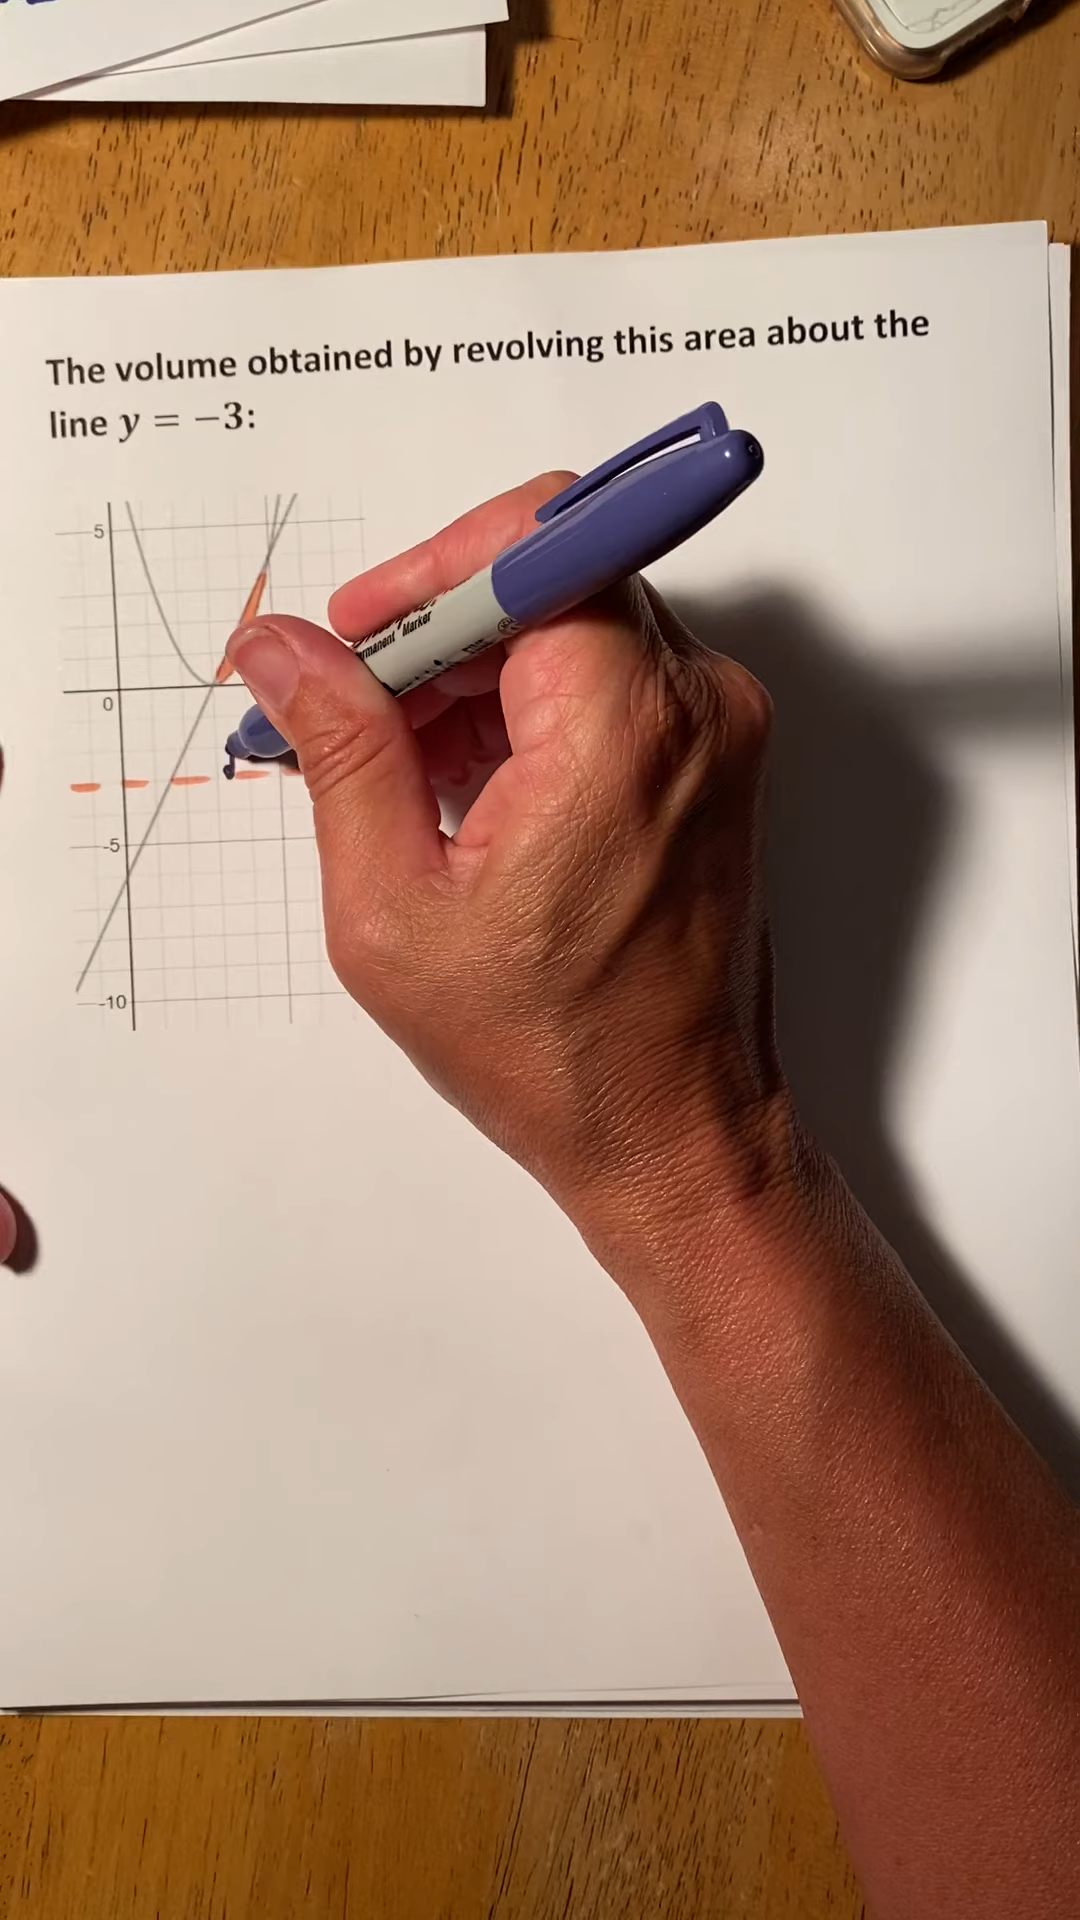 The volume obtained by revolving this area about the
line y = −3:
5
0
-5
-10
Permanent Marker